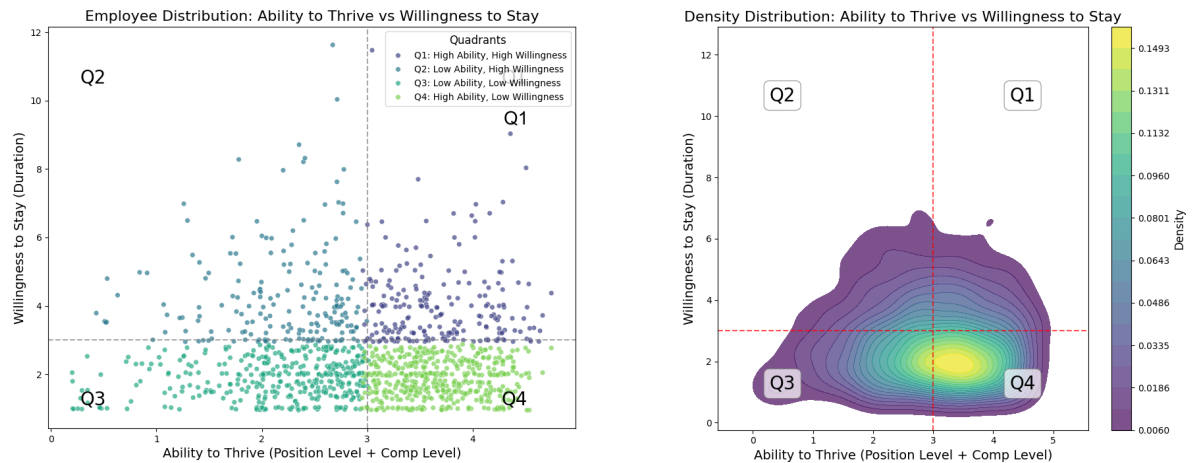 Employee Distribution: Ability to Thrive vs Willingness to Stay
12
10
8
6
4
2
Willingness to Stay (Duration)
Q2
Quadrants
Q1: High Ability, High Willingness
Q2: Low Ability, High Willingness
Q3: Low Ability, Low Willingness
Q4: High Ability, Low Willingness
Q1
Q3
Q4
0
1
2
3
4
Ability to Thrive (Position Level + Comp Level)
Density Distribution: Ability to Thrive vs Willingness to Stay
12
10
8
6
4
2
0
Willingness to Stay (Duration)
Q2
Q1
Q3
Q4
0
1
2
3
4
5
Ability to Thrive (Position Level + Comp Level)
0.1493
0.1311
0.1132
0.0960
0.0801
0.0643
0.0486
0.0335
0.0186
0.0060
Density